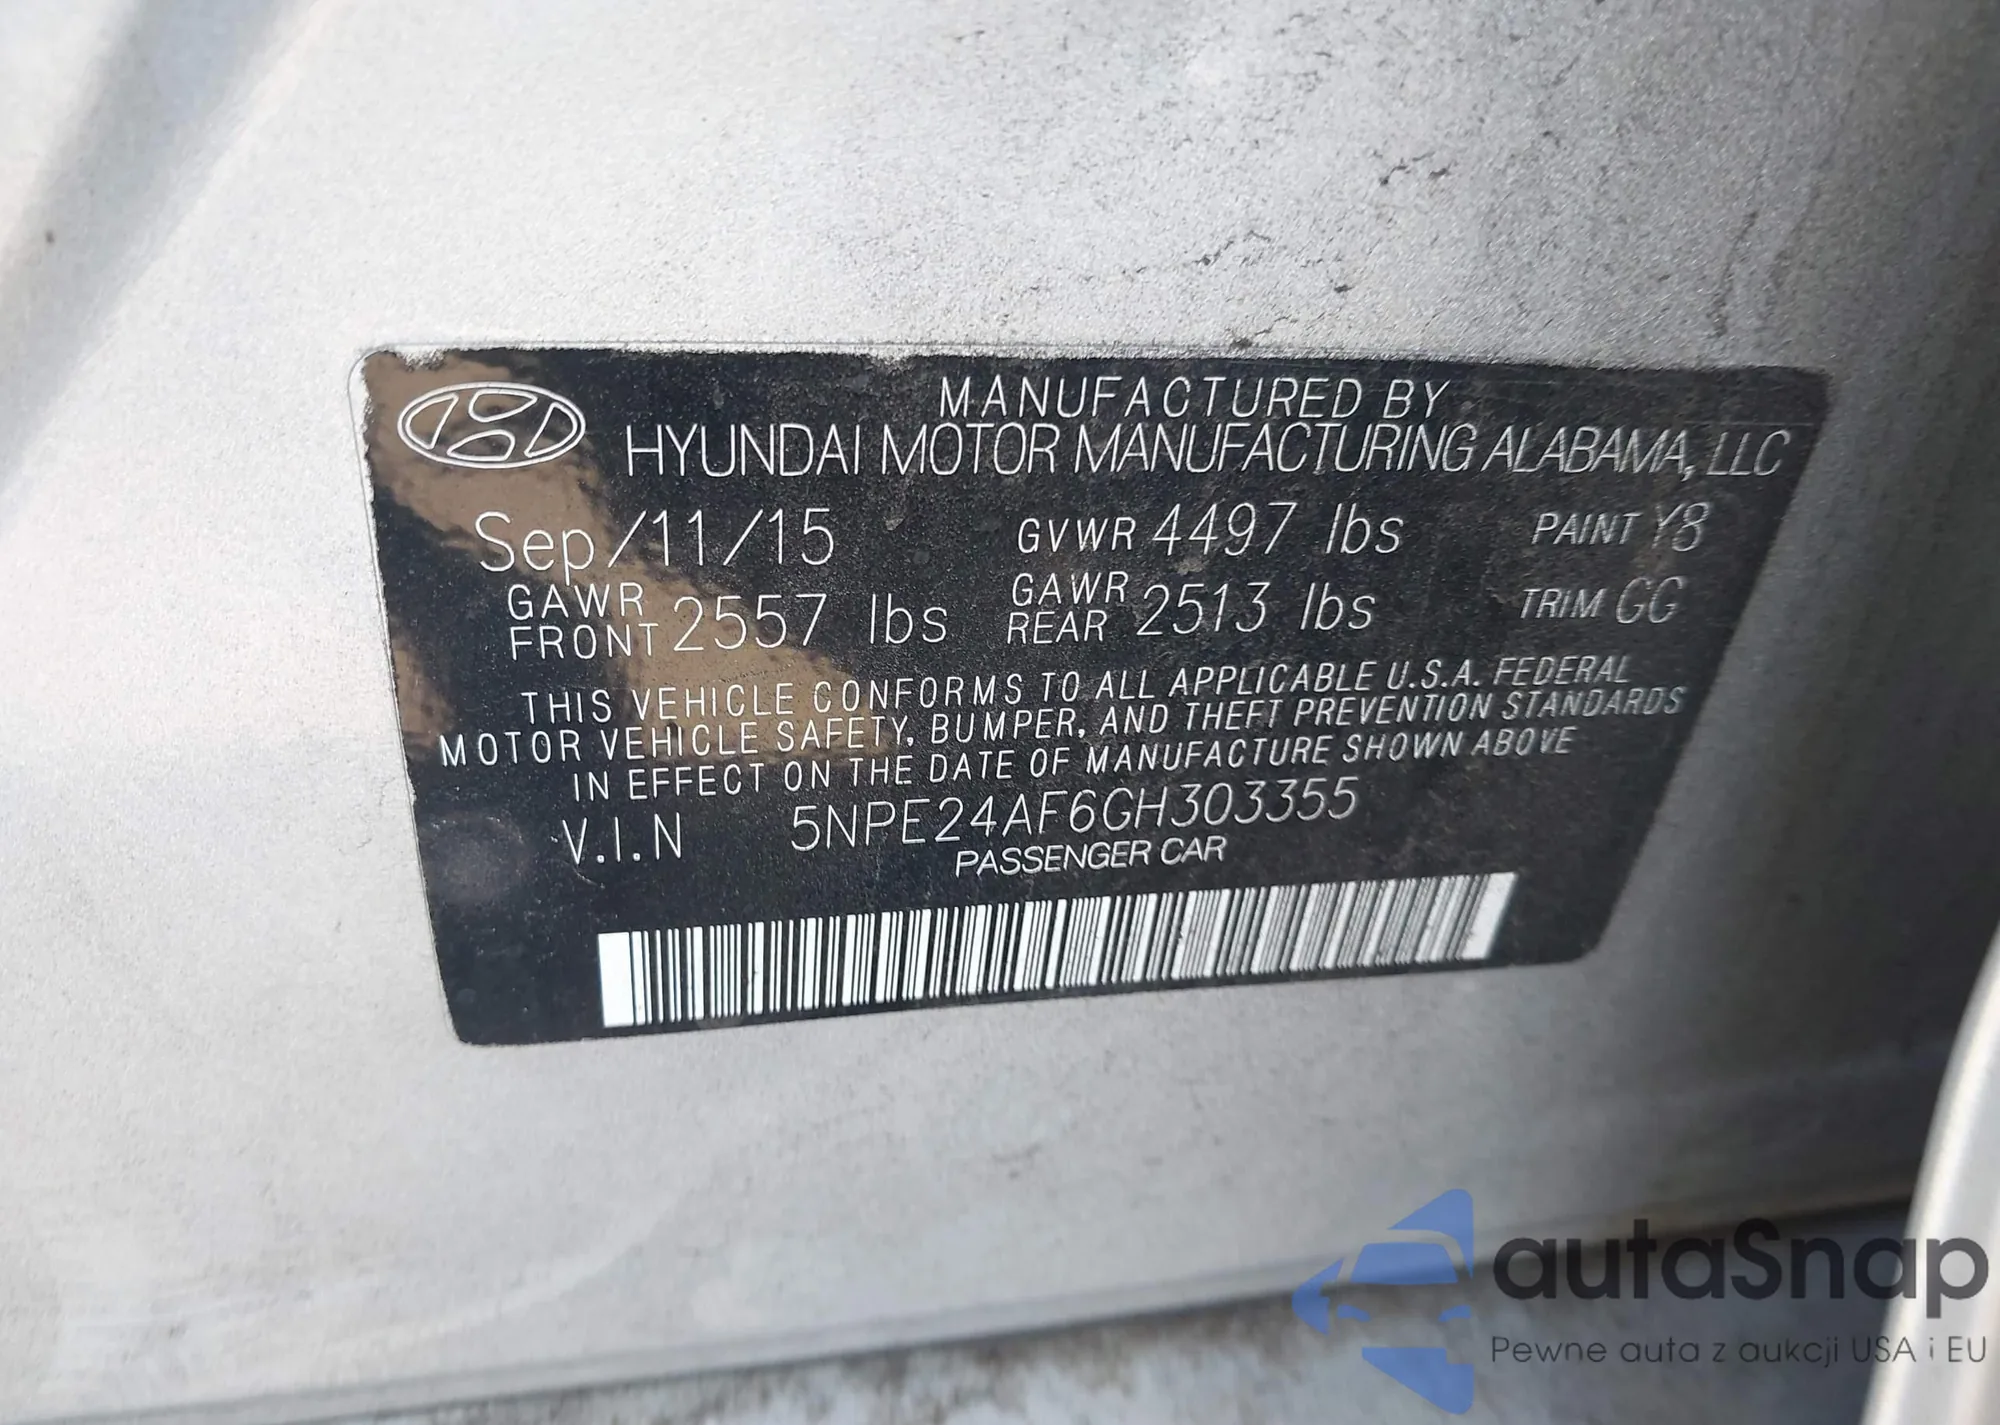 MANUFACTURED BY
HYUNDAI MOTOR MANUFACTURING ALABAMA, LLC
Sep/11/15 GVWR 4497 lbs PAINT Y8
GAWR FRONT 2557 lbs GAWR REAR 2513 lbs TRIM GG
THIS VEHICLE CONFORMS TO ALL APPLICABLE U.S.A. FEDERAL
MOTOR VEHICLE SAFETY, BUMPER, AND THEFT PREVENTION STANDARDS
IN EFFECT ON THE DATE OF MANUFACTURE SHOWN ABOVE
V.I.N 5NPE24AF6GH303355
PASSENGER CAR
autaSnap
Pewne auta z aukcji USA i EU